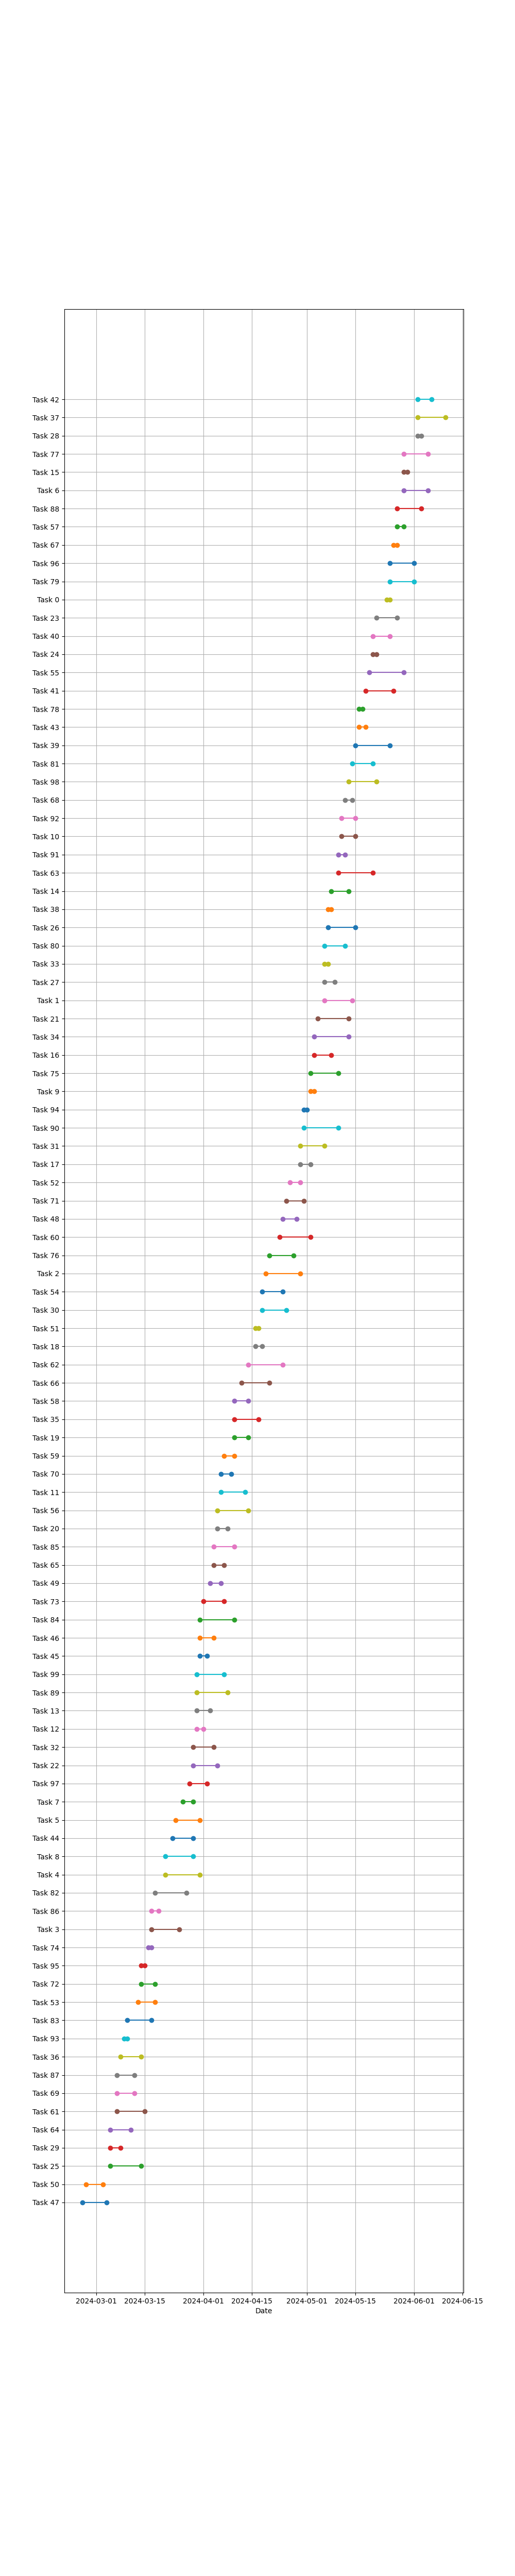 Task 42
Task 37
Task 28
Task 77
Task 15
Task 6
Task 88
Task 57
Task 67
Task 96
Task 79
Task 0
Task 23
Task 40
Task 24
Task 55
Task 41
Task 78
Task 43
Task 39
Task 81
Task 98
Task 68
Task 92
Task 10
Task 91
Task 63
Task 14
Task 38
Task 26
Task 80
Task 33
Task 27
Task 1
Task 21
Task 34
Task 16
Task 75
Task 9
Task 94
Task 90
Task 31
Task 17
Task 52
Task 71
Task 48
Task 60
Task 76
Task 2
Task 54
Task 30
Task 51
Task 18
Task 62
Task 66
Task 58
Task 35
Task 19
Task 59
Task 70
Task 11
Task 56
Task 20
Task 85
Task 65
Task 49
Task 73
Task 84
Task 46
Task 45
Task 99
Task 89
Task 13
Task 12
Task 32
Task 22
Task 97
Task 7
Task 5
Task 44
Task 8
Task 4
Task 82
Task 86
Task 3
Task 74
Task 95
Task 72
Task 53
Task 83
Task 93
Task 36
Task 87
Task 69
Task 61
Task 64
Task 29
Task 25
Task 50
Task 47
2024-03-01 2024-03-15 2024-04-01 2024-04-15 2024-05-01 2024-05-15 2024-06-01 2024-06-15
Date